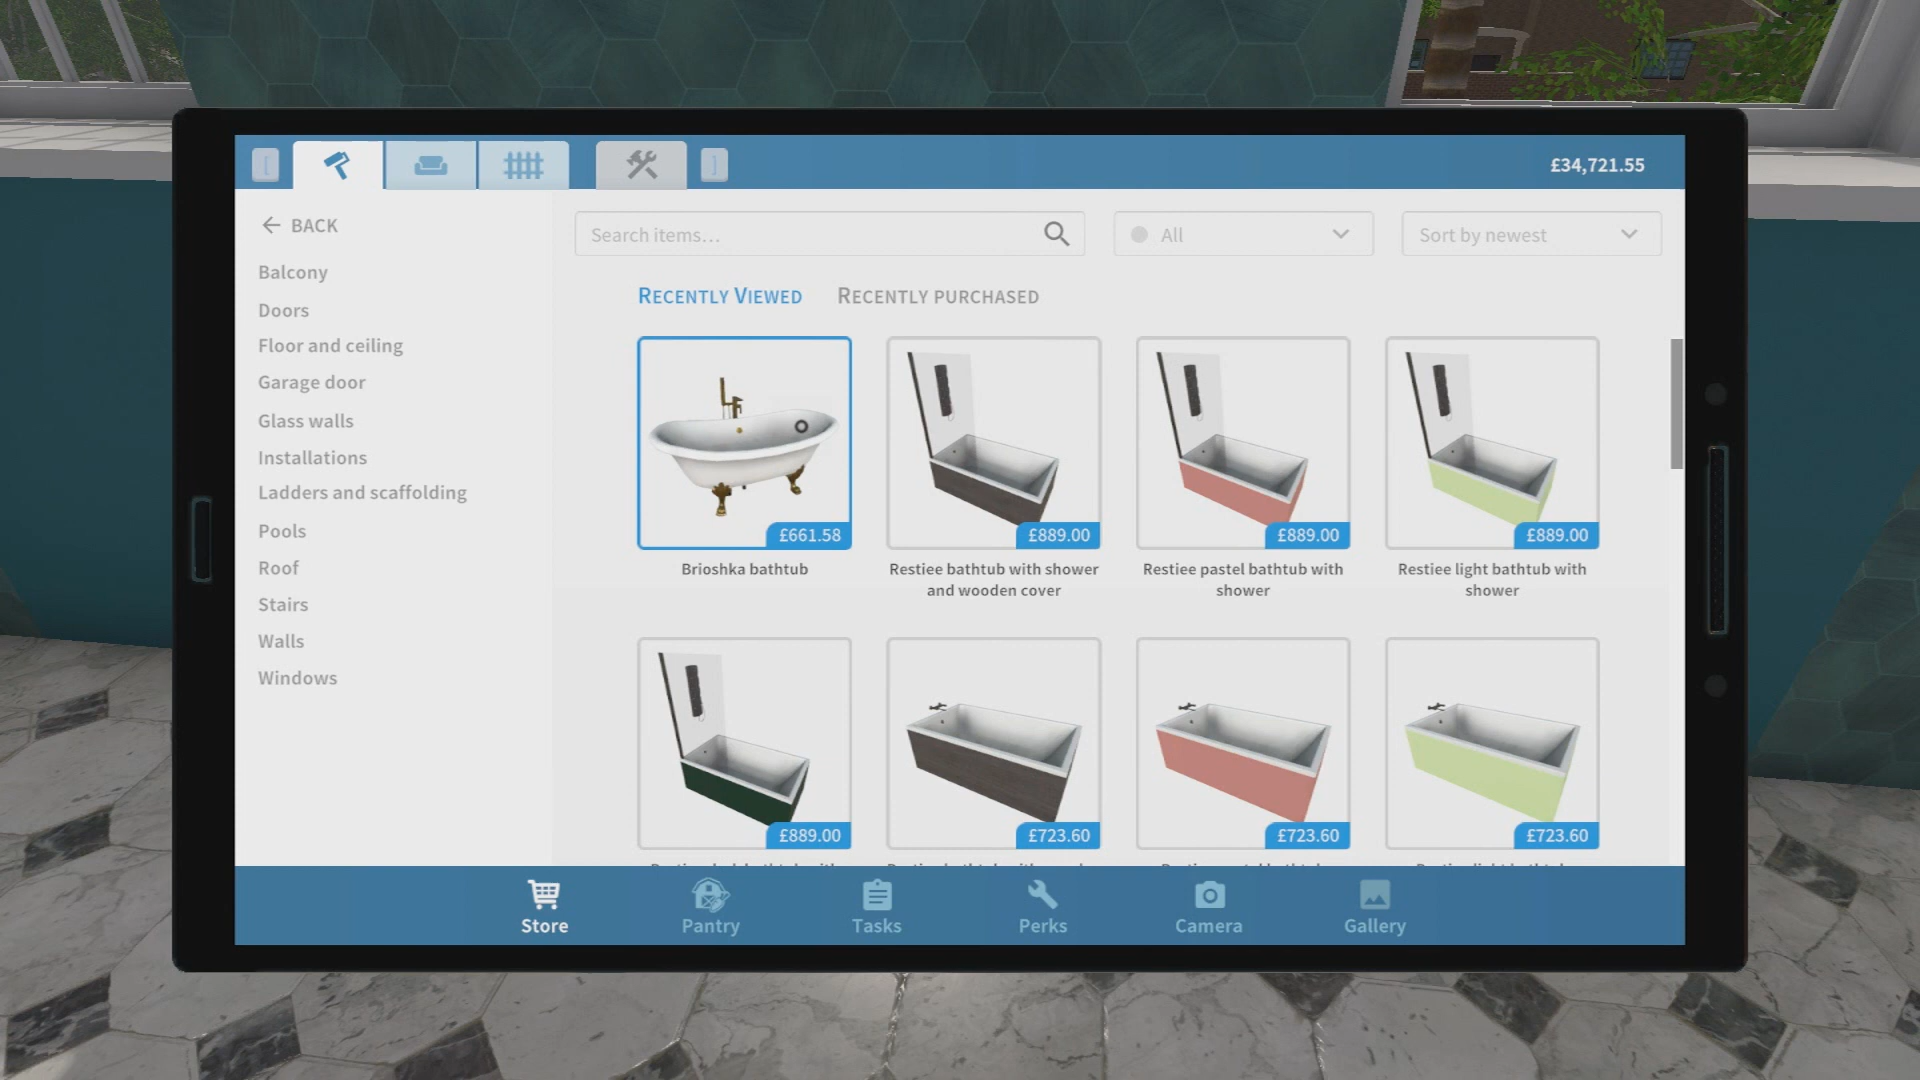 [
]
£34,721.55
BACK
Search items...
All
Sort by newest
Balcony
Doors
Floor and ceiling
Garage door
Glass walls
Installations
Ladders and scaffolding
Pools
Roof
Stairs
Walls
Windows
RECENTLY VIEWED
RECENTLY PURCHASED
£661.58
£889.00
£889.00
£889.00
Brioshka bathtub
Restiee bathtub with shower
and wooden cover
Restiee pastel bathtub with
shower
Restiee light bathtub with
shower
£889.00
£723.60
£723.60
£723.60
Store
Pantry
Tasks
Perks
Camera
Gallery